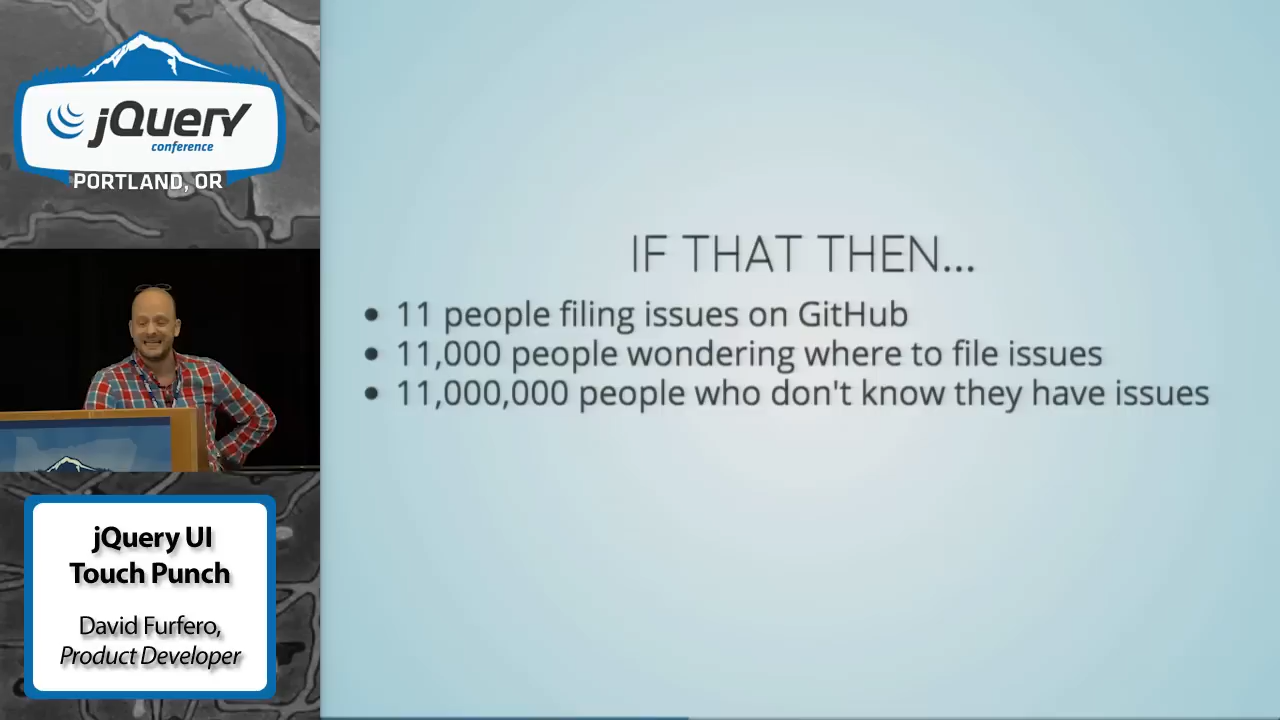 jQuery
conference
PORTLAND, OR
IF THAT THEN...
• 11 people filing issues on GitHub
• 11,000 people wondering where to file issues
• 11,000,000 people who don't know they have issues
jQuery UI
Touch Punch
David Furfero,
Product Developer